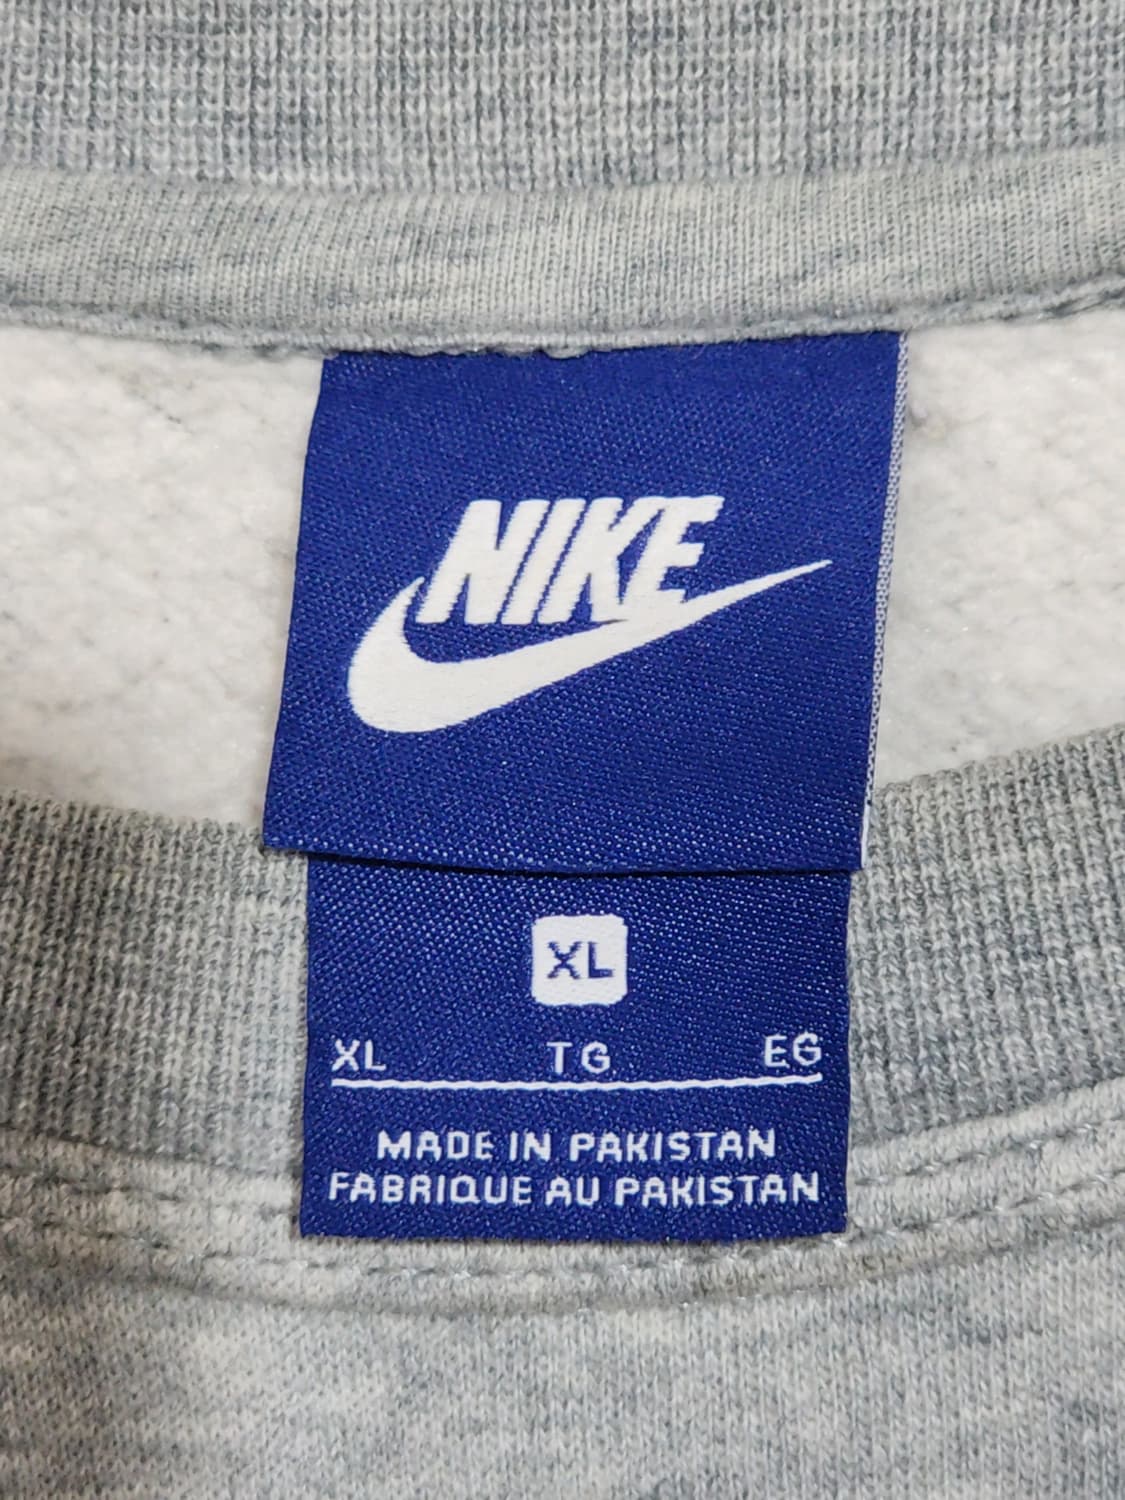 NIKE
XL
XL TG EG
MADE IN PAKISTAN
FABRIQUE AU PAKISTAN